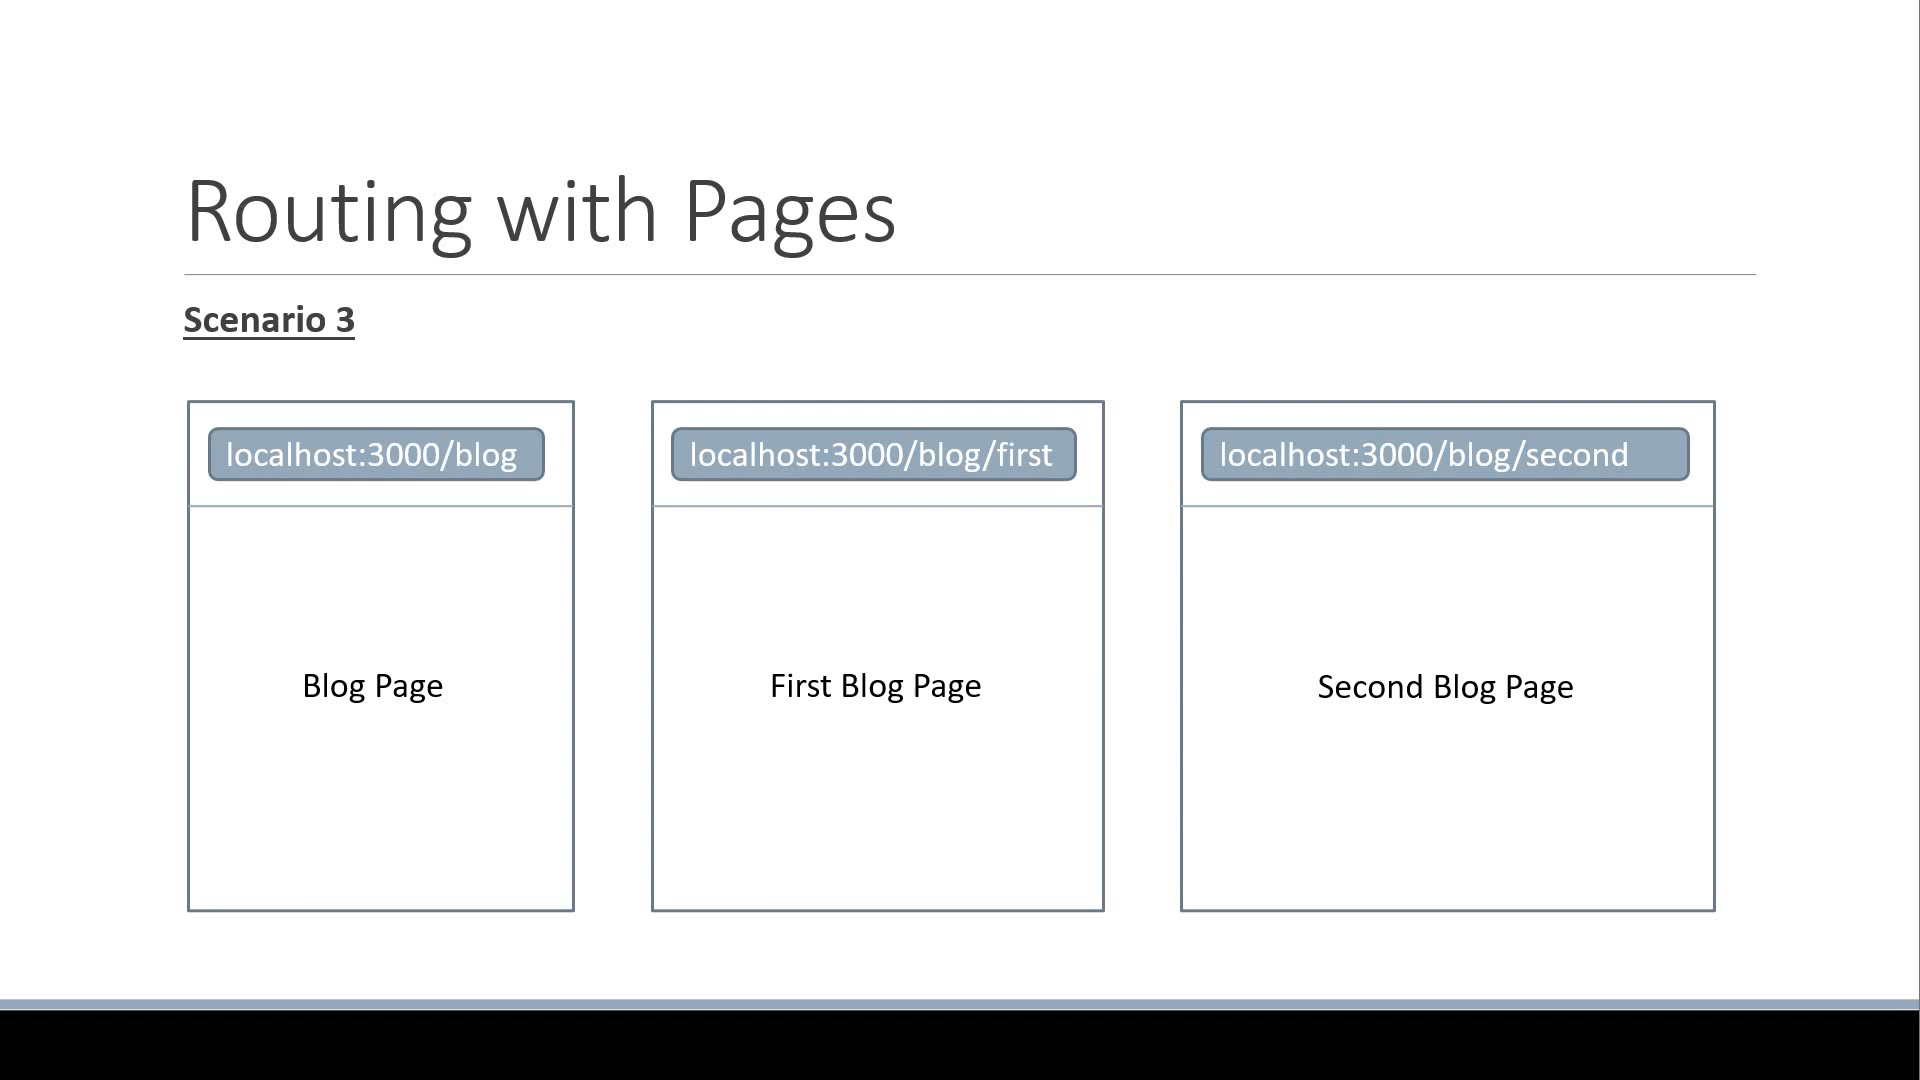 Routing with Pages
Scenario 3
localhost:3000/blog
localhost:3000/blog/first
localhost:3000/blog/second
Blog Page
First Blog Page
Second Blog Page